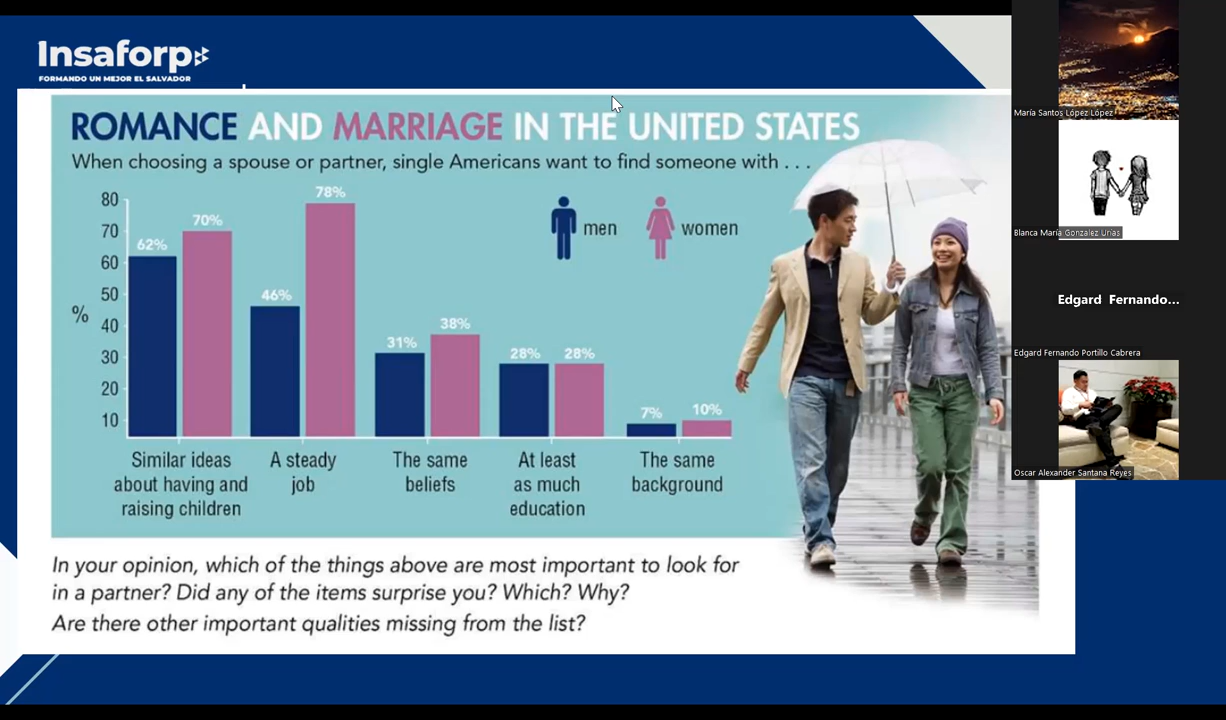 Insaforp
FORMANDO UN MEJOR EL SALVADOR
ROMANCE AND MARRIAGE IN THE UNITED STATES
When choosing a spouse or partner, single Americans want to find someone with . . .
men
women
%
80
70
60
50
40
30
20
10
62%
70%
46%
78%
31%
38%
28%
28%
7%
10%
Similar ideas
about having and
raising children
A steady
job
The same
beliefs
At least
as much
education
The same
background
In your opinion, which of the things above are most important to look for
in a partner? Did any of the items surprise you? Which? Why?
Are there other important qualities missing from the list?
María Santos López López
Blanca María Gonzalez Urias
Edgard Fernando...
Edgard Fernando Portillo Cabrera
Oscar Alexander Santana Reyes